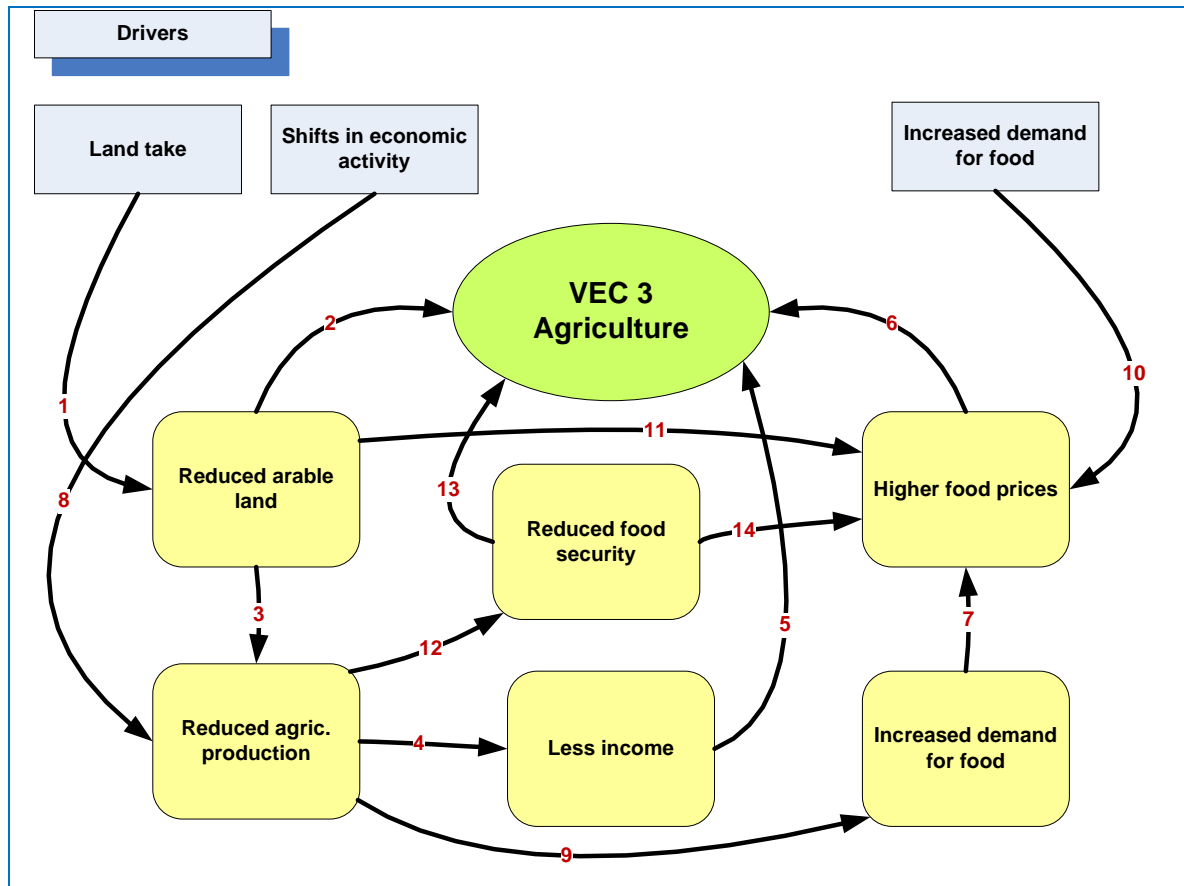 Drivers
Land take
Shifts in economic
activity
Increased demand
for food
VEC 3
Agriculture
2
6
10
1
11
Reduced arable
land
8
13
Higher food prices
Reduced food
security
14
3
12
5
7
Reduced agric.
production
4
Less income
Increased demand
for food
9